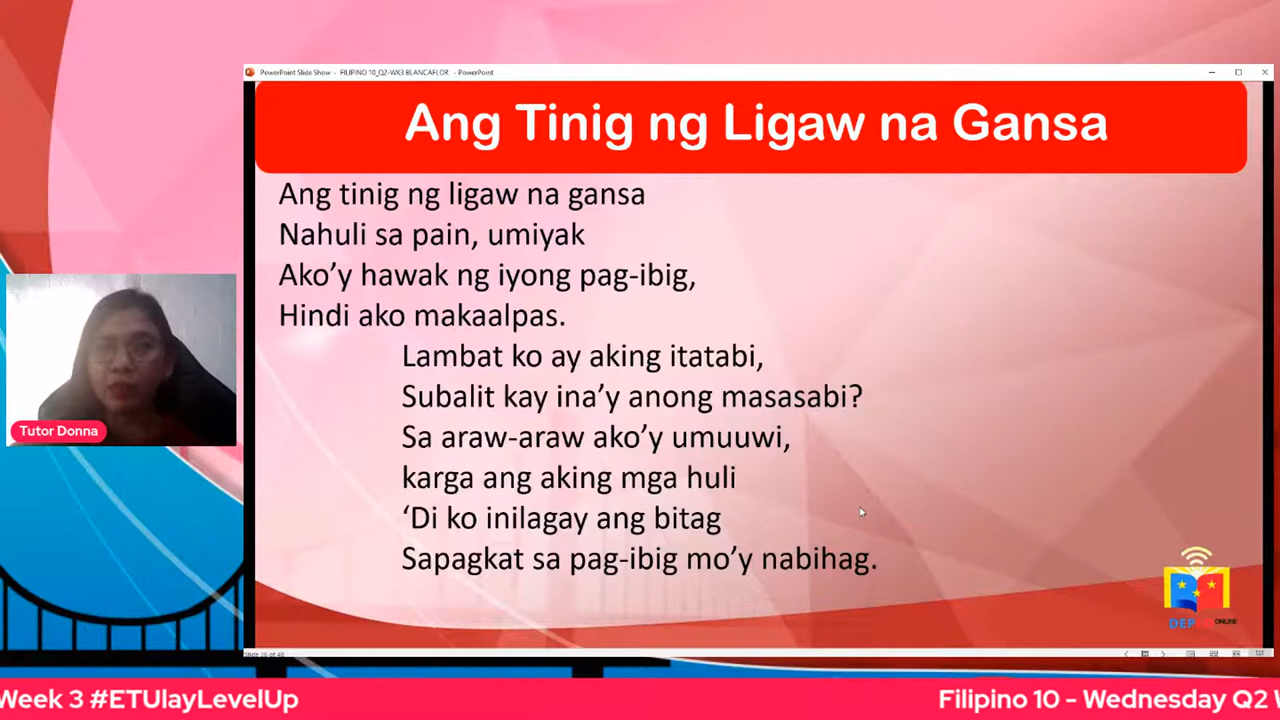 PowerPoint Slide Show - FILIPINO 10_Q2-WK3 BLANCAFLOR - PowerPoint
Ang Tinig ng Ligaw na Gansa
Ang tinig ng ligaw na gansa
Nahuli sa pain, umiyak
Ako’y hawak ng iyong pag-ibig,
Hindi ako makaalpas.
Lambat ko ay aking itatabi,
Subalit kay ina’y anong masasabi?
Sa araw-araw ako’y umuuwi,
karga ang aking mga huli
‘Di ko inilagay ang bitag
Sapagkat sa pag-ibig mo’y nabihag.
Tutor Donna
ONLINE
Week 3 #ETUlayLevelUp
Filipino 10 - Wednesday Q2 W